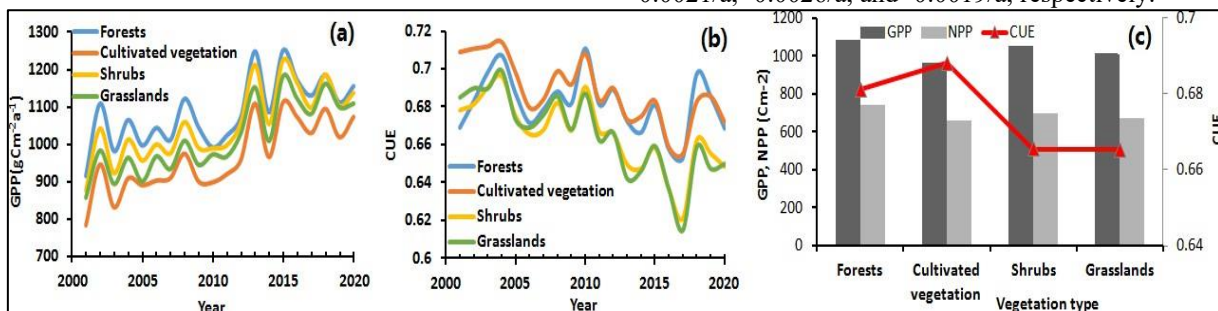 0.0021/a, -0.0026/a, and -0.0019/a, respectively.
(a)
GPP(gCm-2a-1)
1300
1200
1100
1000
900
800
700
Forests
Cultivated vegetation
Shrubs
Grasslands
2000 2005 2010 2015 2020
Year
(b)
CUE
0.72
0.7
0.68
0.66
0.64
0.62
0.6
Forests
Cultivated vegetation
Shrubs
Grasslands
2000 2005 2010 2015 2020
Year
(c)
GPP NPP CUE
GPP, NPP (Cm-2)
1200
1000
800
600
400
200
0
0.7
0.68
0.66
0.64
CUE
Forests Cultivated vegetation Shrubs Grasslands
Vegetation type